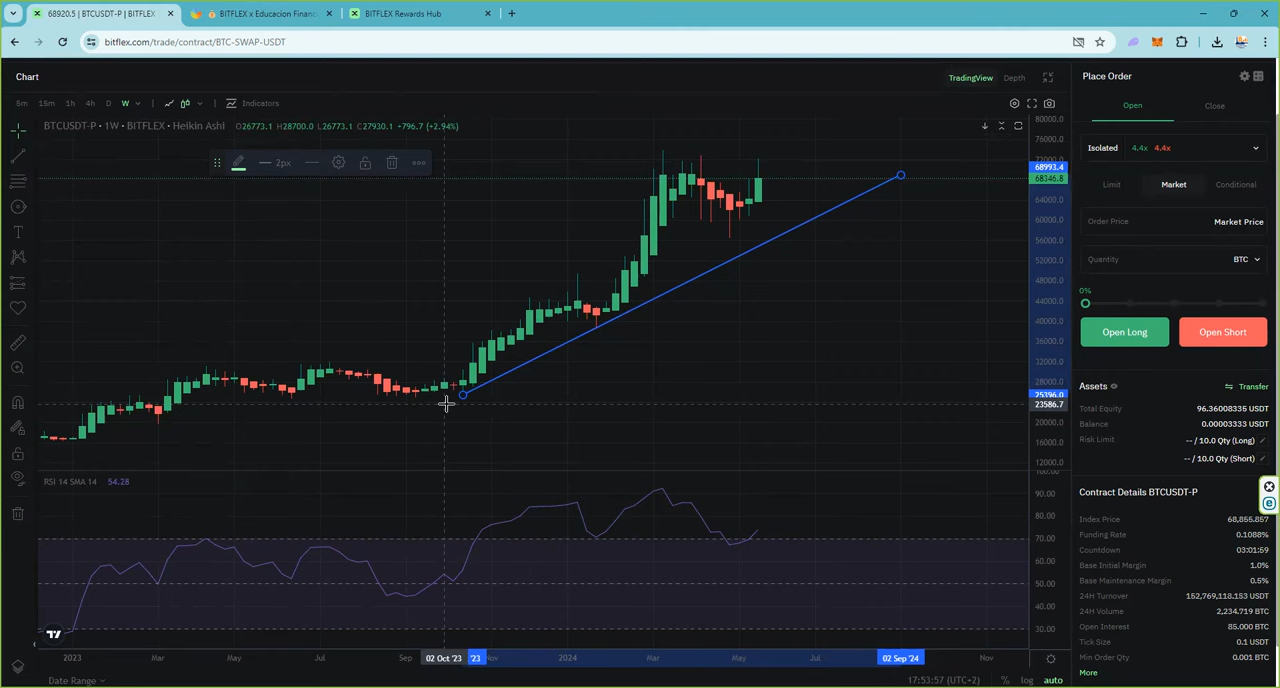 68920.5 | BTCUSDT-P | BITFLEX
BITFLEX x Educacion Financ
BITFLEX Rewards Hub
bitflex.com/trade/contract/BTC-SWAP-USDT
Chart
TradingView Depth
5m 15m 1h 4h D W Indicators
BTCUSDT-P • 1W • BITFLEX • Heikin Ashi O26773.1 H28700.0 L26773.1 C27930.1 +796.7 (+2.94%)
2px
80000.0
76000.0
72000.0
68993.4
68346.8
64000.0
60000.0
56000.0
52000.0
48000.0
44000.0
40000.0
36000.0
32000.0
28000.0
25396.0
23586.7
20000.0
16000.0
12000.0
RSI 14 SMA 14 54.28
100.00
90.00
80.00
70.00
60.00
50.00
40.00
30.00
2023 Mar May Jul Sep 02 Oct '23 '23 Nov 2024 Mar May Jul 02 Sep '24 Nov
Date Range 17:53:57 (UTC+2) % log auto
Place Order
Open Close
Isolated 4.4x 4.4x
Limit Market Conditional
Order Price Market Price
Quantity BTC
0%
Open Long Open Short
Assets Transfer
Total Equity 96.36008335 USDT
Balance 0.00003333 USDT
Risk Limit -- / 10.0 Qty (Long)
-- / 10.0 Qty (Short)
Contract Details BTCUSDT-P
Index Price 68,855.857
Funding Rate 0.1088%
Countdown 03:01:59
Base Initial Margin 1.0%
Base Maintenance Margin 0.5%
24H Turnover 152,769,118.153 USDT
24H Volume 2,234.719 BTC
Open Interest 85.000 BTC
Tick Size 0.1 USDT
Min Order Qty 0.001 BTC
More